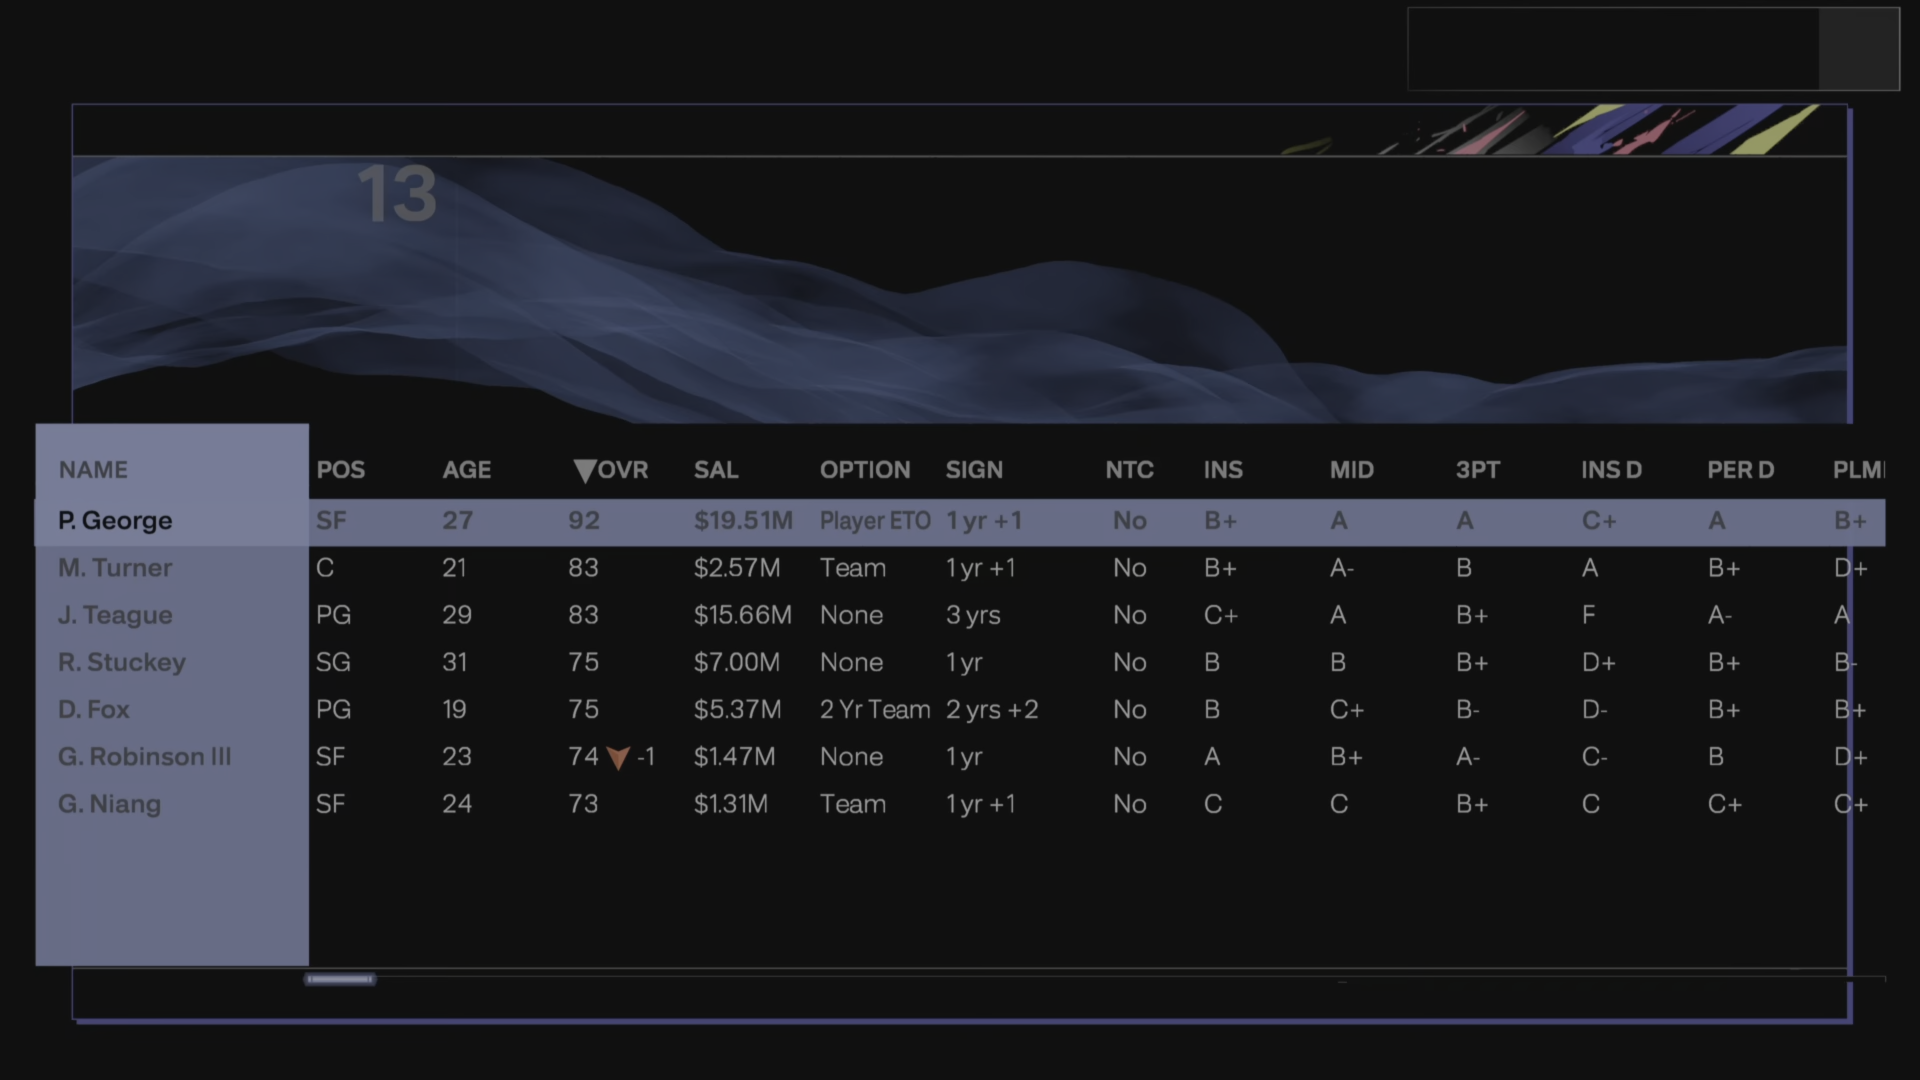 13
NAME POS AGE ▼OVR SAL OPTION SIGN NTC INS MID 3PT INS D PER D PLM
P. George SF 27 92 $19.51M Player ETO 1 yr +1 No B+ A A C+ A B+
M. Turner C 21 83 $2.57M Team 1 yr +1 No B+ A- B A B+ D+
J. Teague PG 29 83 $15.66M None 3 yrs No C+ A B+ F A- A
R. Stuckey SG 31 75 $7.00M None 1 yr No B B B+ D+ B+ B-
D. Fox PG 19 75 $5.37M 2 Yr Team 2 yrs +2 No B C+ B- D- B+ B+
G. Robinson III SF 23 74 -1 $1.47M None 1 yr No A B+ A- C- B D+
G. Niang SF 24 73 $1.31M Team 1 yr +1 No C C B+ C C+ C+